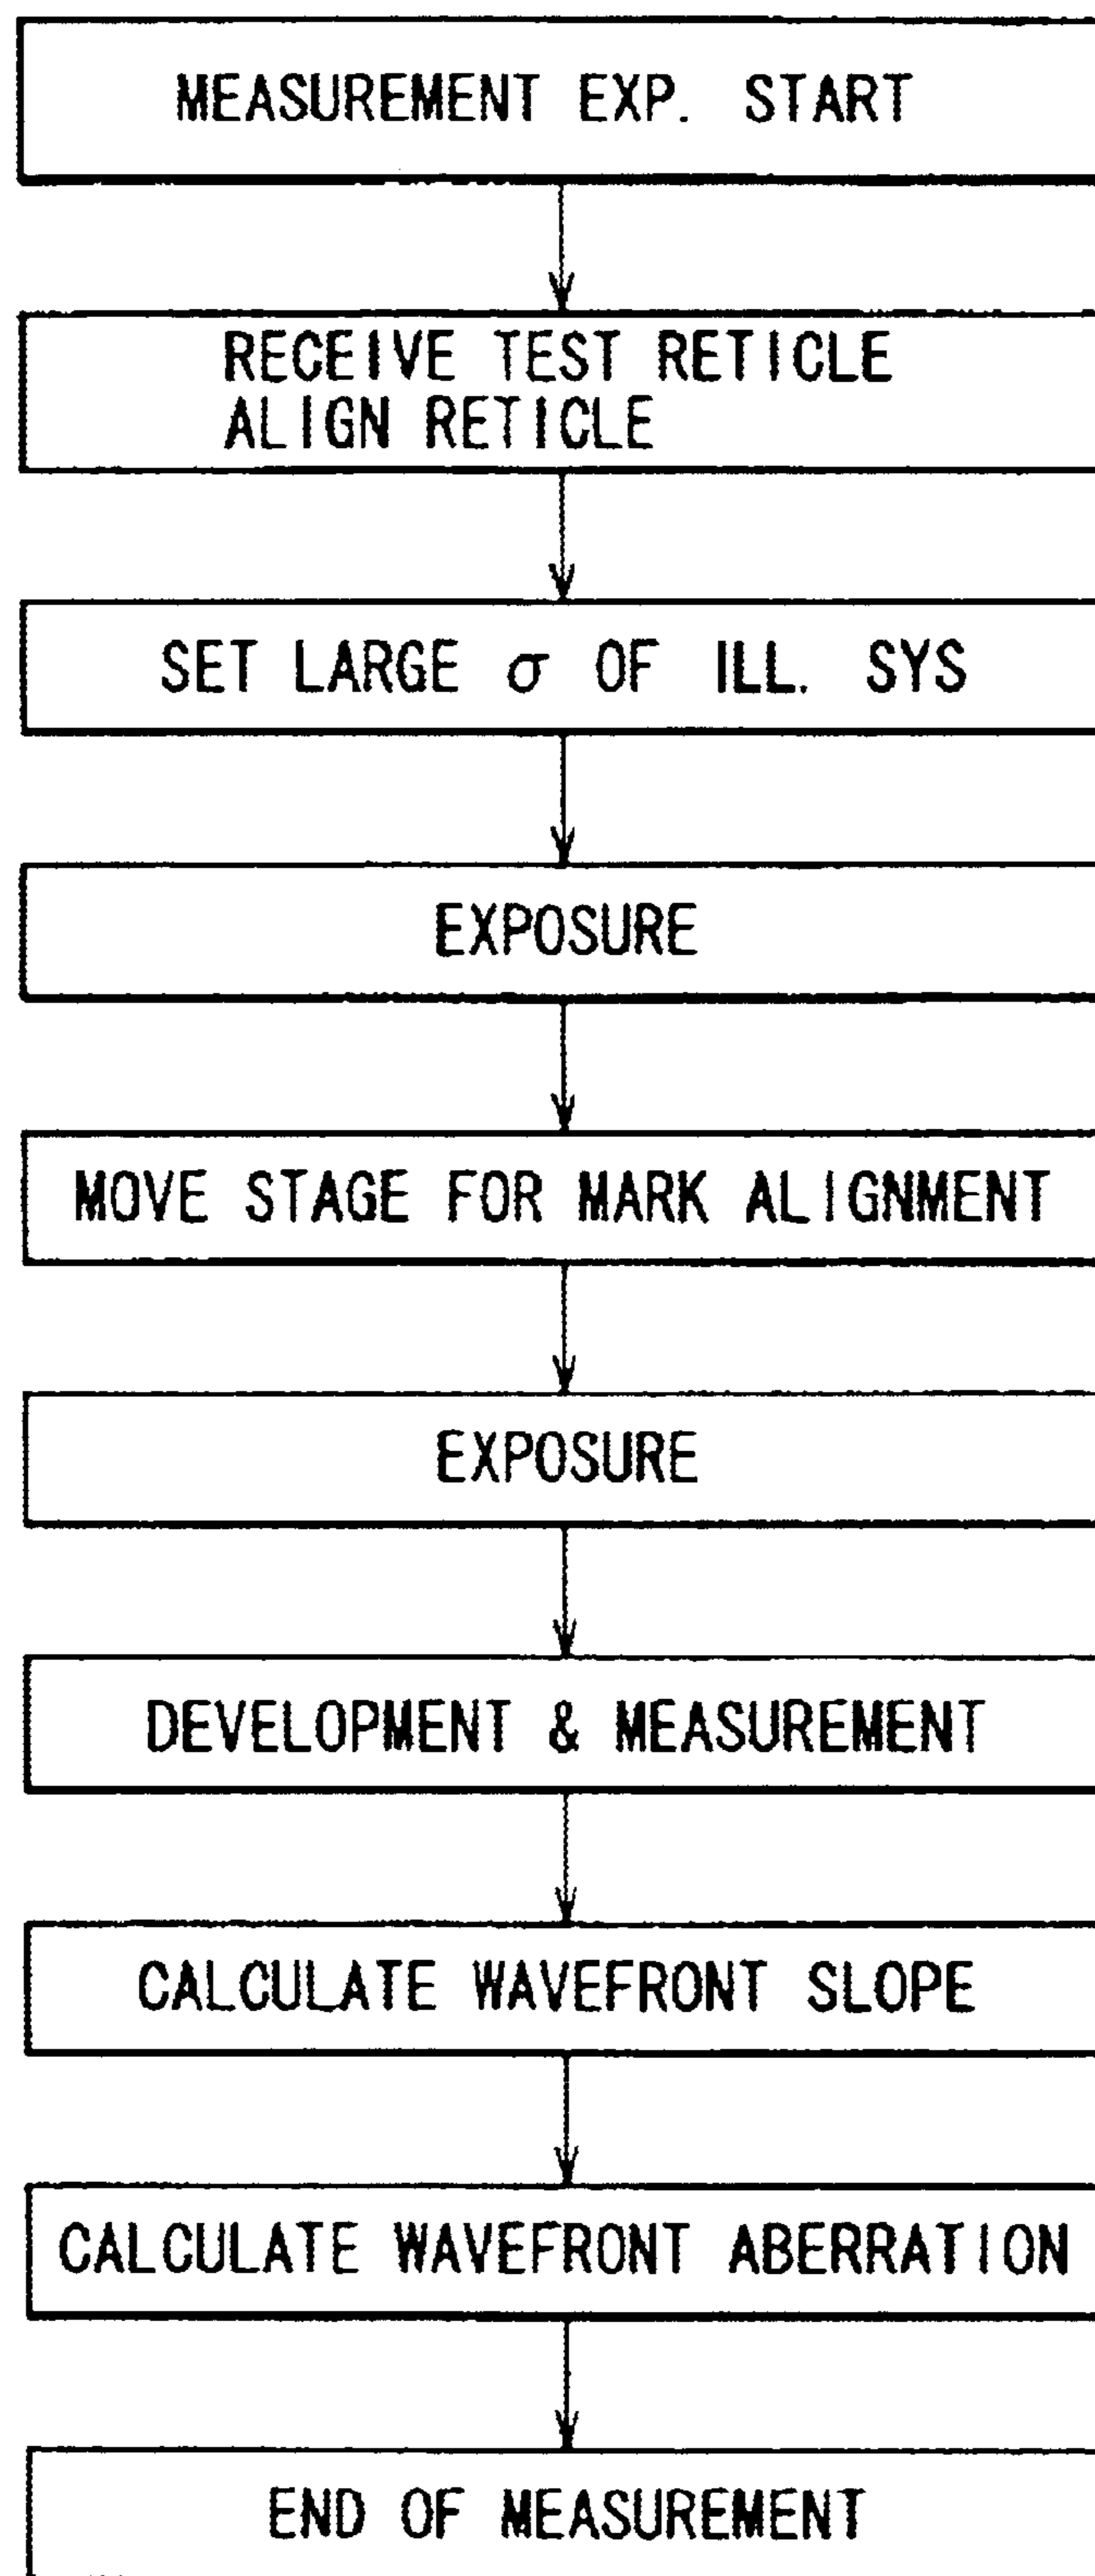 MEASUREMENT EXP. START
RECEIVE TEST RETICLE
ALIGN RETICLE
SET LARGE σ OF ILL. SYS
EXPOSURE
MOVE STAGE FOR MARK ALIGNMENT
EXPOSURE
DEVELOPMENT & MEASUREMENT
CALCULATE WAVEFRONT SLOPE
CALCULATE WAVEFRONT ABERRATION
END OF MEASUREMENT